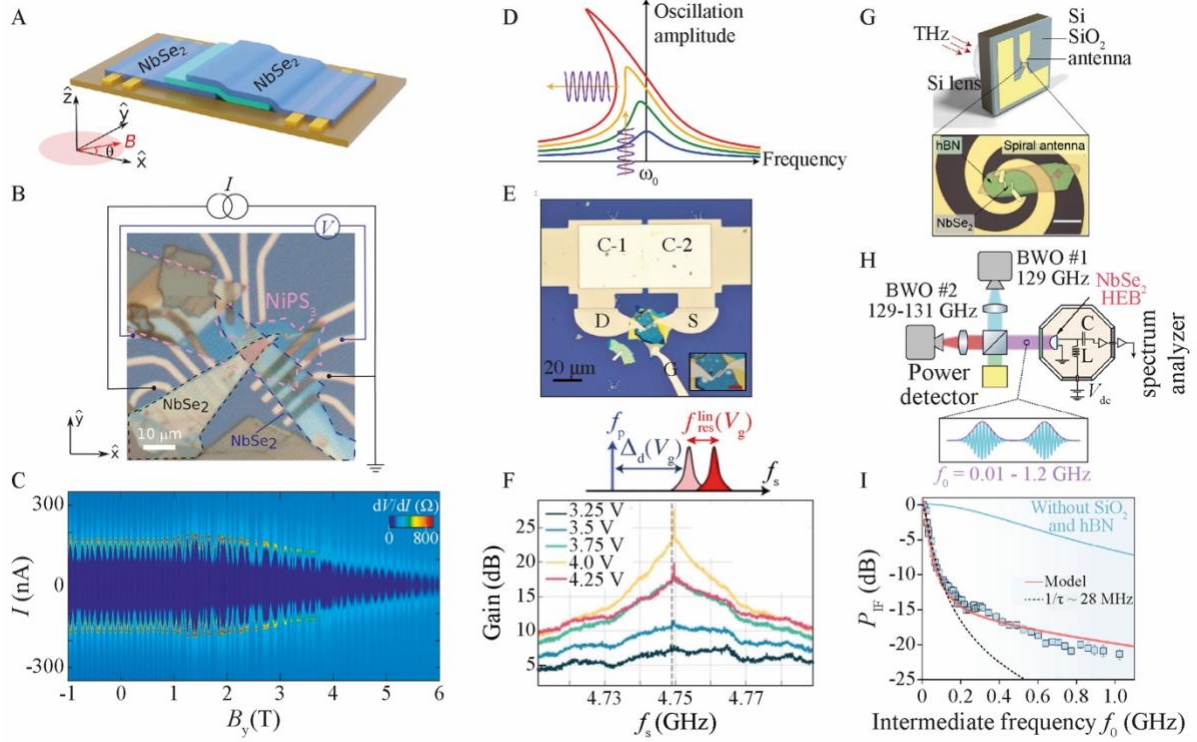 A
NbSe2
NbSe2
ẑ
ŷ
B
θ
x̂
B
I
V
NiPS3
NbSe2
NbSe2
10 μm
ŷ
x̂
C
300
0
-300
I (nA)
dV/dI (Ω)
0 800
-1 0 1 2 3 4 5 6
By(T)
D
Oscillation
amplitude
Frequency
ω0
E
C-1 C-2
D S
G
20 μm
fp
Δd(Vg)
f res lin (Vg)
fs
F
3.25 V
3.5 V
3.75 V
4.0 V
4.25 V
Gain (dB)
25
20
15
10
5
4.73 4.75 4.77
fs (GHz)
G
THz
Si
SiO2
antenna
Si lens
hBN
Spiral antenna
NbSe2
H
BWO #1
129 GHz
BWO #2
129-131 GHz
NbSe2
HEB
C
L
Vdc
Power
detector
spectrum
analyzer
f0 = 0.01 - 1.2 GHz
I
0
-5
-10
-15
-20
-25
-30
PIF (dB)
Without SiO2
and hBN
Model
1/τ ~ 28 MHz
0.0 0.2 0.4 0.6 0.8 1.0
Intermediate frequency f0 (GHz)